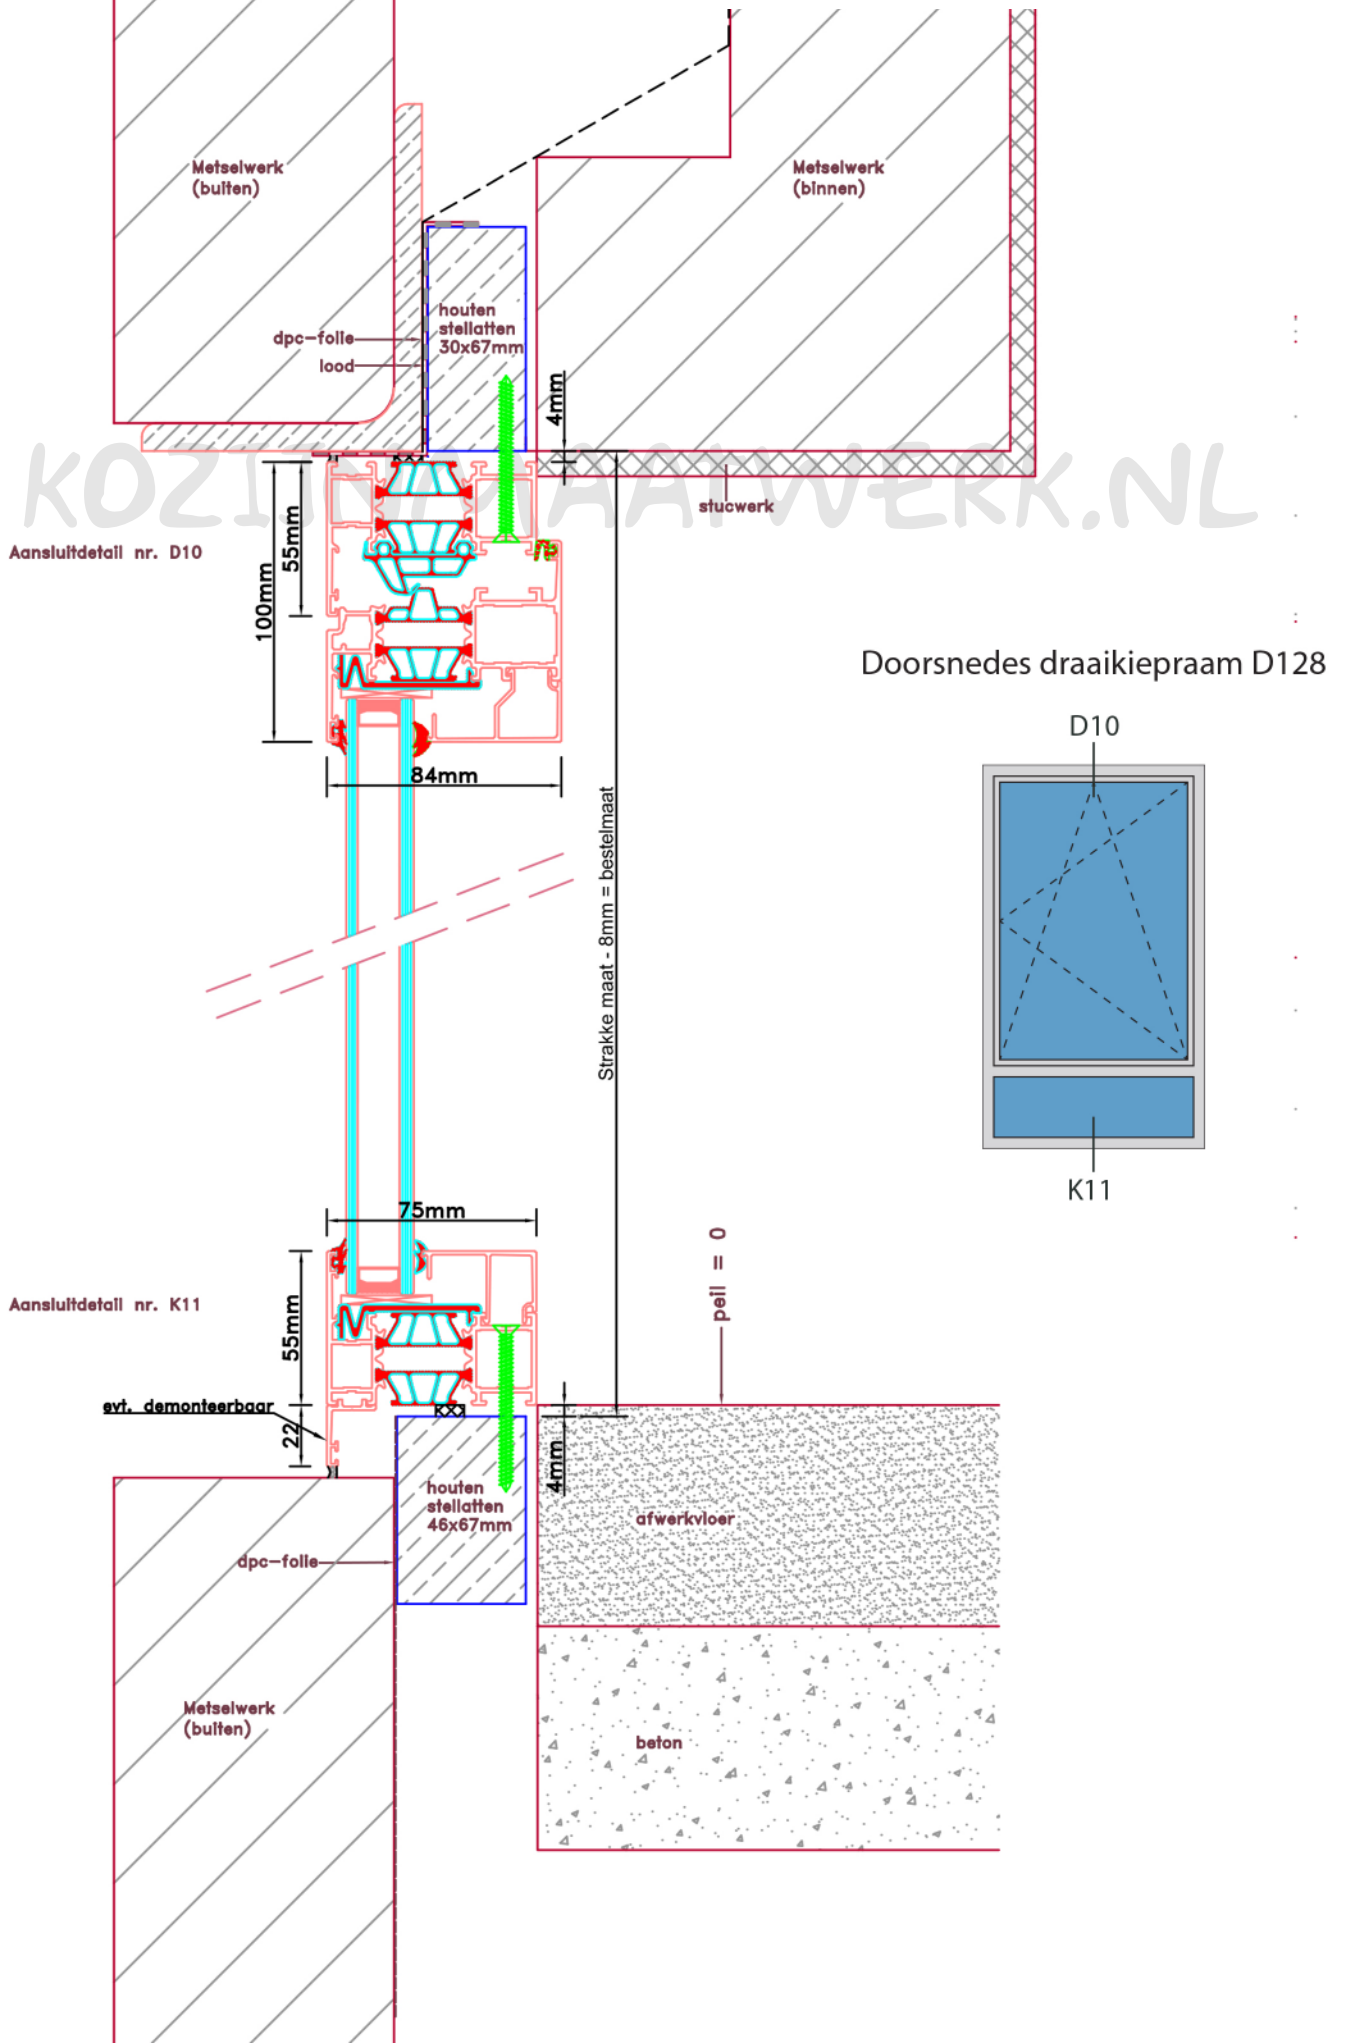 Metselwerk
(buiten)
Metselwerk
(binnen)
houten
stellatten
30x67mm
dpc-folie
lood
4mm
KOZIJNMAATWERK.NL
stucwerk
Aansluitdetail nr. D10
55mm
100mm
84mm
Doorsnedes draaikiepraam D128
D10
K11
Strakke maat - 8mm = bestelmaat
75mm
peil = 0
Aansluitdetail nr. K11
55mm
evt. demonteerbaar
22
4mm
houten
stellatten
46x67mm
afwerkvloer
dpc-folie
Metselwerk
(buiten)
beton